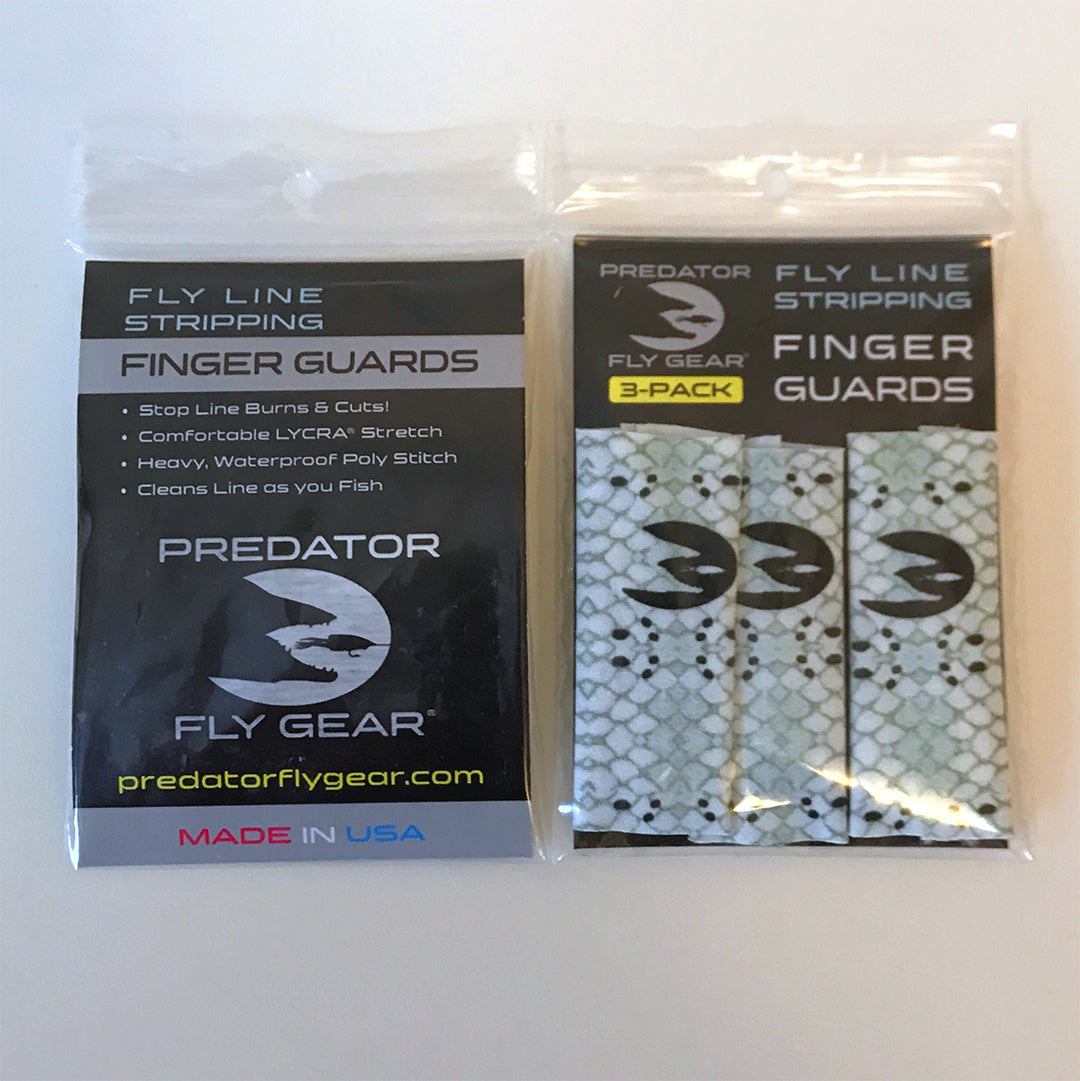 FLY LINE
STRIPPING
FINGER GUARDS
• Stop Line Burns & Cuts!
• Comfortable LYCRA® Stretch
• Heavy, Waterproof Poly Stitch
• Cleans Line as you Fish
PREDATOR
FLY GEAR®
predatorflygear.com
MADE IN USA
PREDATOR
FLY GEAR®
3-PACK
FLY LINE
STRIPPING
FINGER
GUARDS